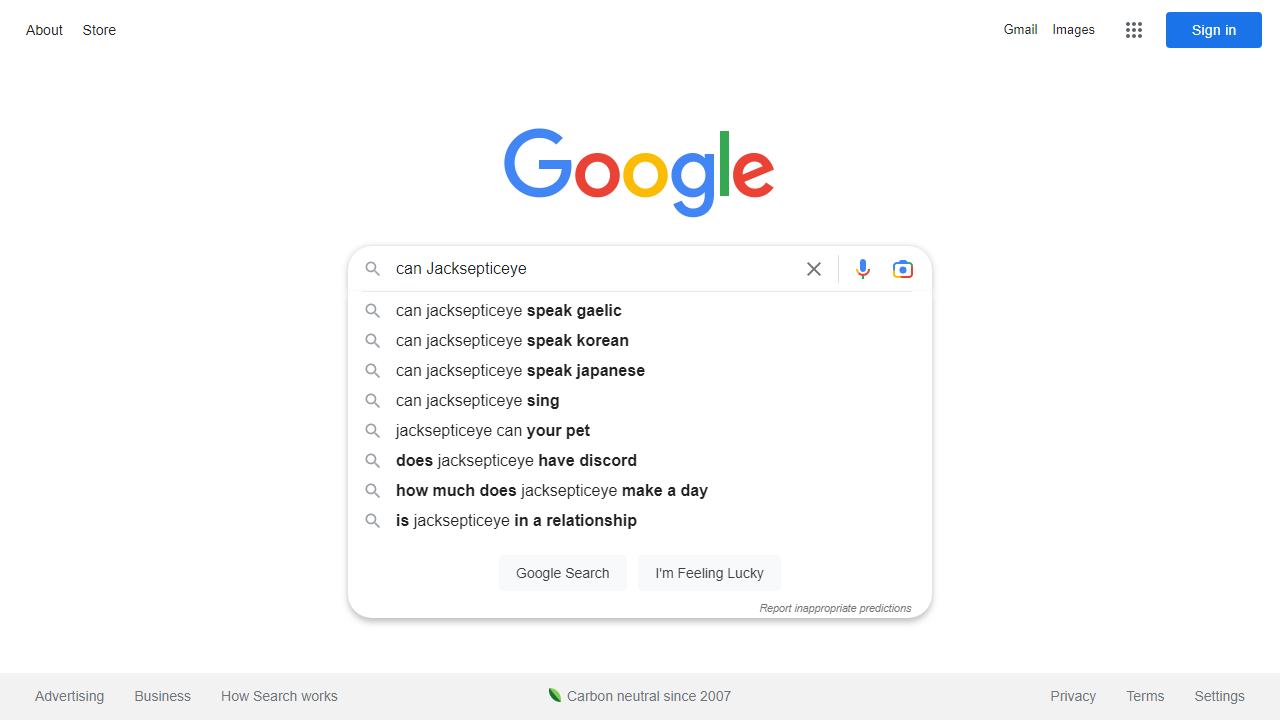 About Store Gmail Images Sign in
Google
can Jacksepticeye
can jacksepticeye speak gaelic
can jacksepticeye speak korean
can jacksepticeye speak japanese
can jacksepticeye sing
jacksepticeye can your pet
does jacksepticeye have discord
how much does jacksepticeye make a day
is jacksepticeye in a relationship
Google Search I'm Feeling Lucky
Report inappropriate predictions
Advertising Business How Search works Carbon neutral since 2007 Privacy Terms Settings